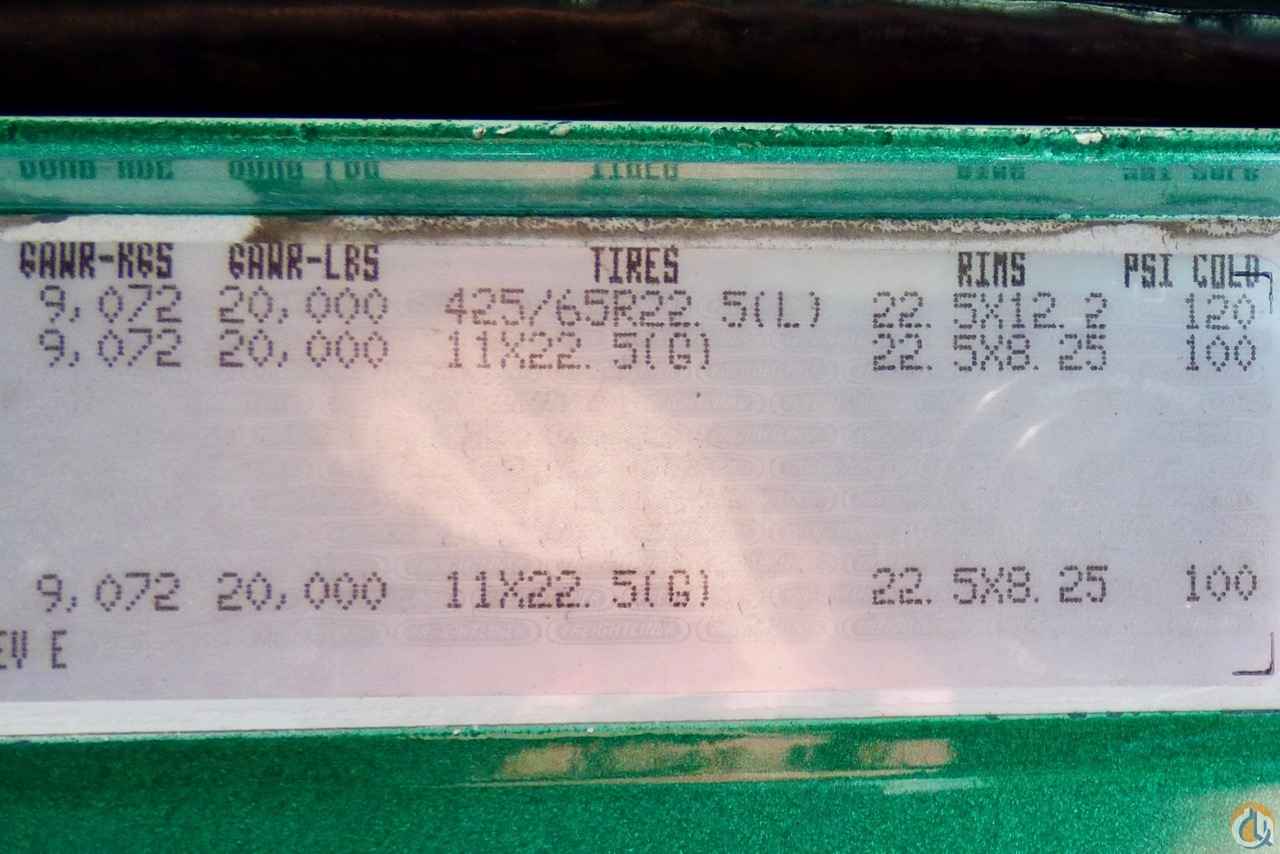 GAWR-KGS GAWR-LBS TIRES RIMS PSI COLD
9,072 20,000 425/65R22.5(L) 22.5X12.2 120
9,072 20,000 11X22.5(G) 22.5X8.25 100
9,072 20,000 11X22.5(G) 22.5X8.25 100
EV E
FREIGHTLINER